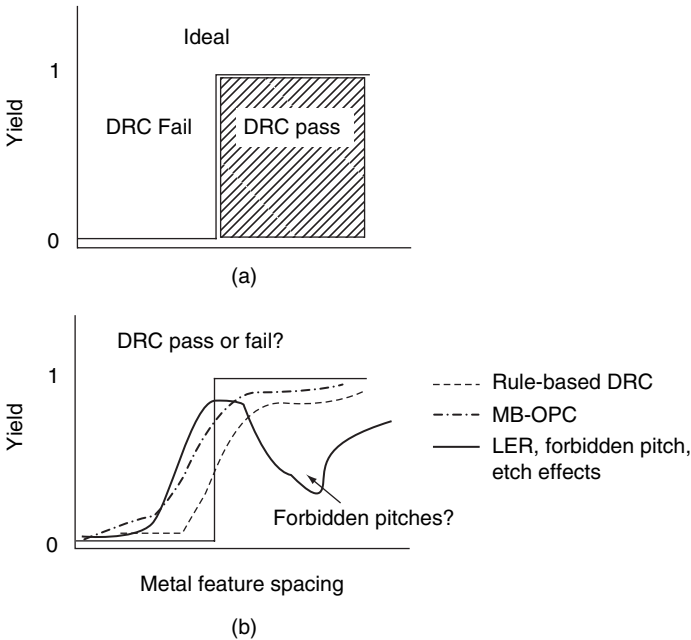 Ideal
1
Yield
DRC Fail
DRC pass
0
(a)
DRC pass or fail?
1
Yield
Rule-based DRC
MB-OPC
LER, forbidden pitch,
etch effects
Forbidden pitches?
0
Metal feature spacing
(b)